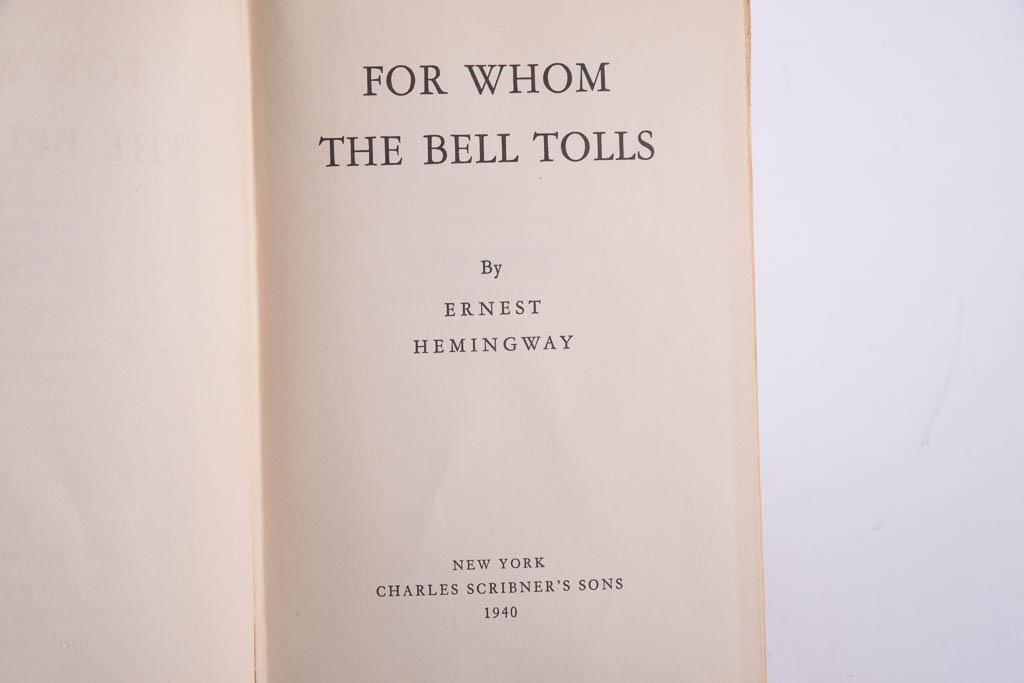 FOR WHOM
THE BELL TOLLS
By
ERNEST
HEMINGWAY
NEW YORK
CHARLES SCRIBNER'S SONS
1940